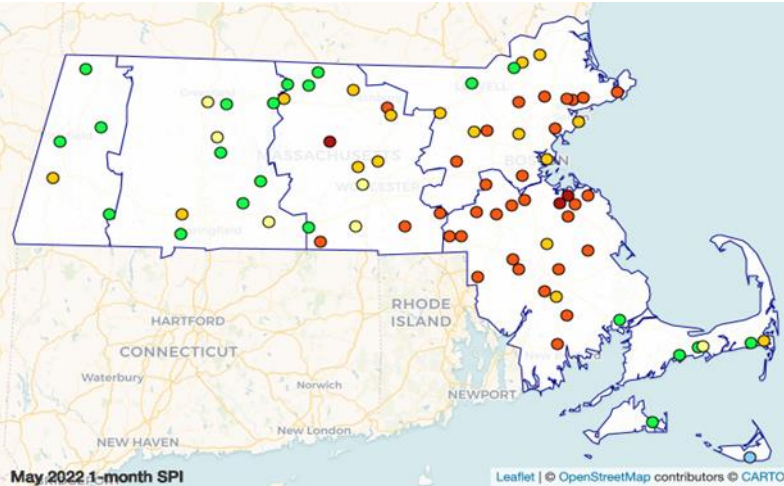 LOWELL
MASSACHUSETTS
BOSTON
WORCESTER
Springfield
RHODE
ISLAND
HARTFORD
CONNECTICUT
Waterbury
Norwich
NEWPORT
New London
NEW HAVEN
May 2022 1-month SPI
Leaflet | © OpenStreetMap contributors © CARTO